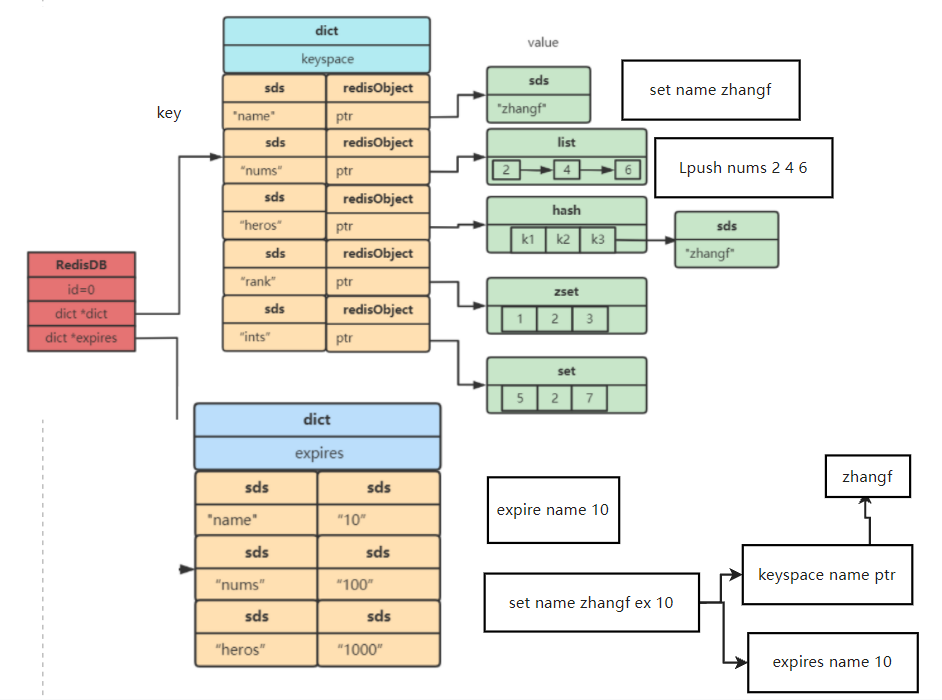 dict
keyspace
value
key
sds redisObject
"name" ptr
sds
"zhangf"
set name zhangf
sds redisObject
“nums” ptr
list
2 4 6
Lpush nums 2 4 6
sds redisObject
“heros” ptr
hash
k1 k2 k3
sds
"zhangf"
sds redisObject
“rank” ptr
zset
1 2 3
sds redisObject
“ints” ptr
set
5 2 7
RedisDB
id=0
dict *dict
dict *expires
dict
expires
sds sds
"name" “10”
sds sds
“nums” “100”
sds sds
“heros” “1000”
expire name 10
set name zhangf ex 10
zhangf
keyspace name ptr
expires name 10